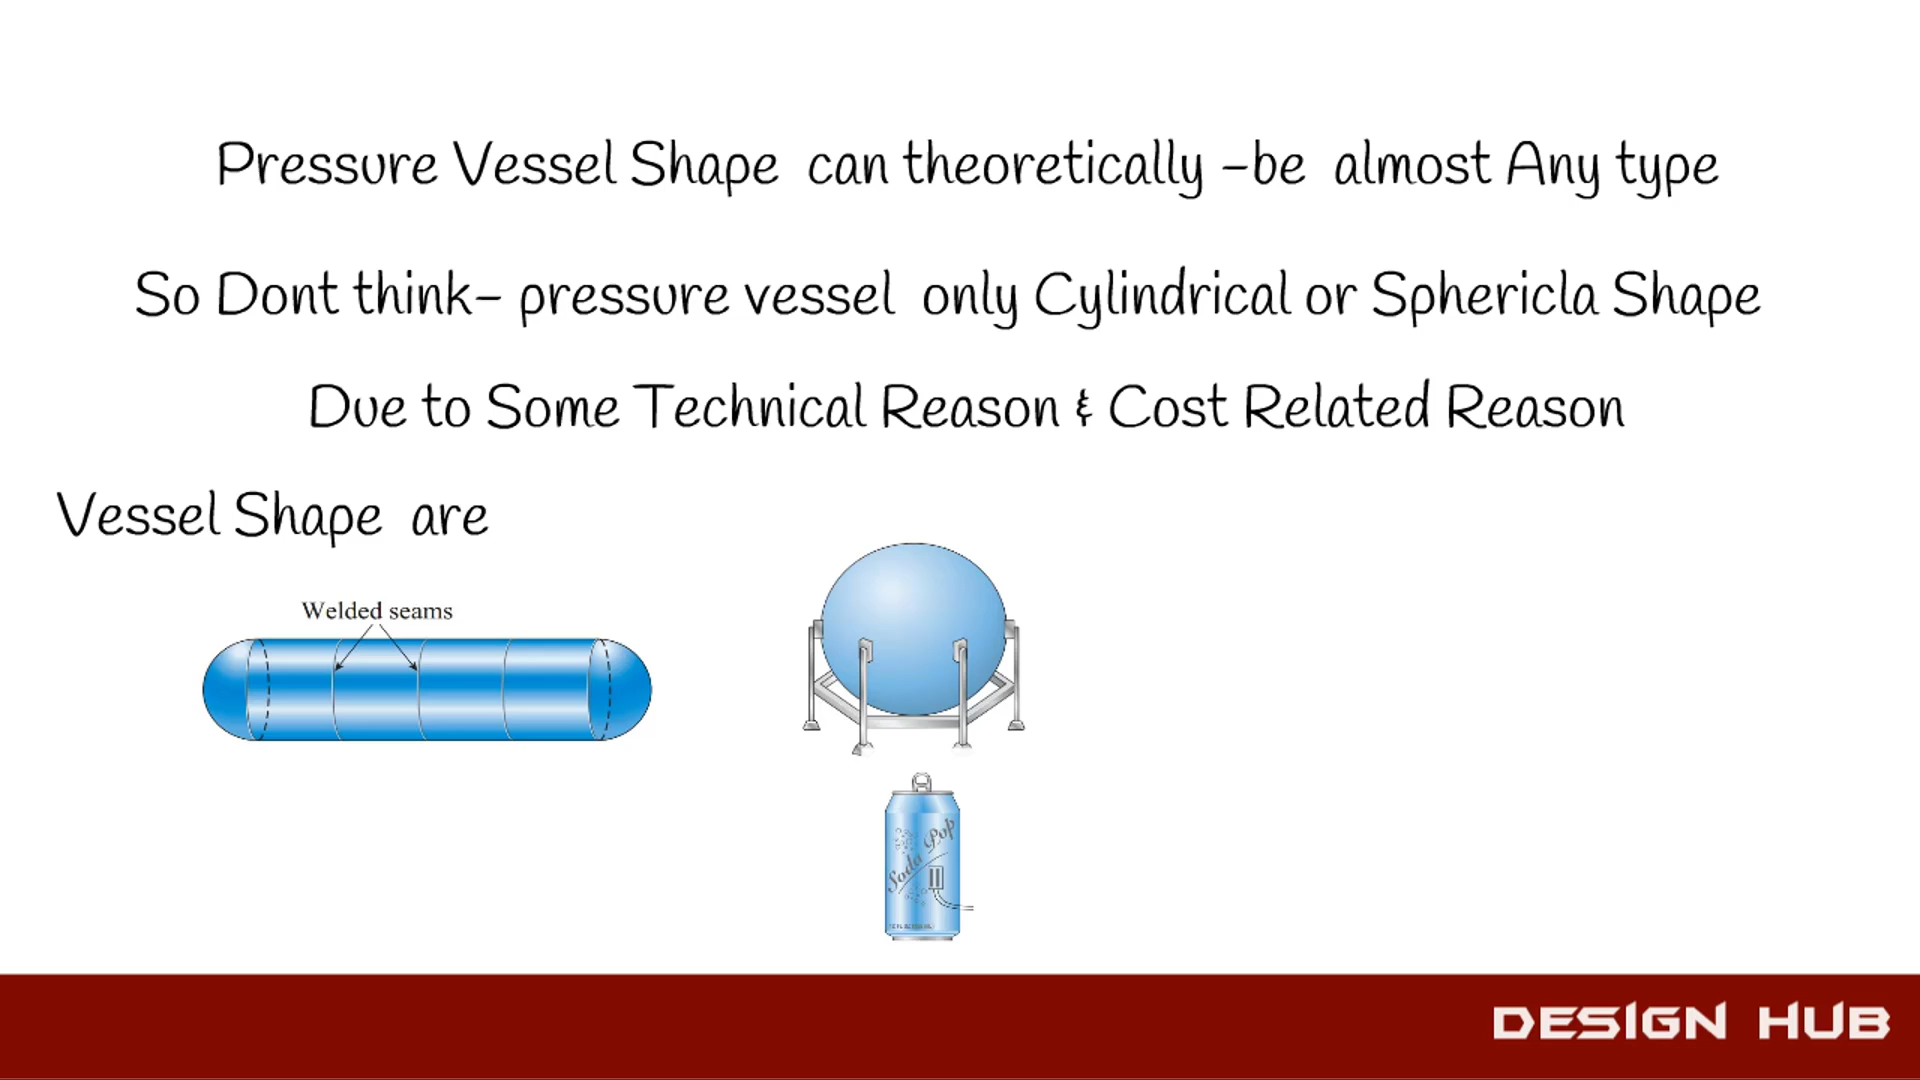 Pressure Vessel Shape can theoretically -be almost Any type
So Dont think- pressure vessel only Cylindrical or Sphericla Shape
Due to Some Technical Reason & Cost Related Reason
Vessel Shape are
Welded seams
Soda Pop
DESIGN HUB